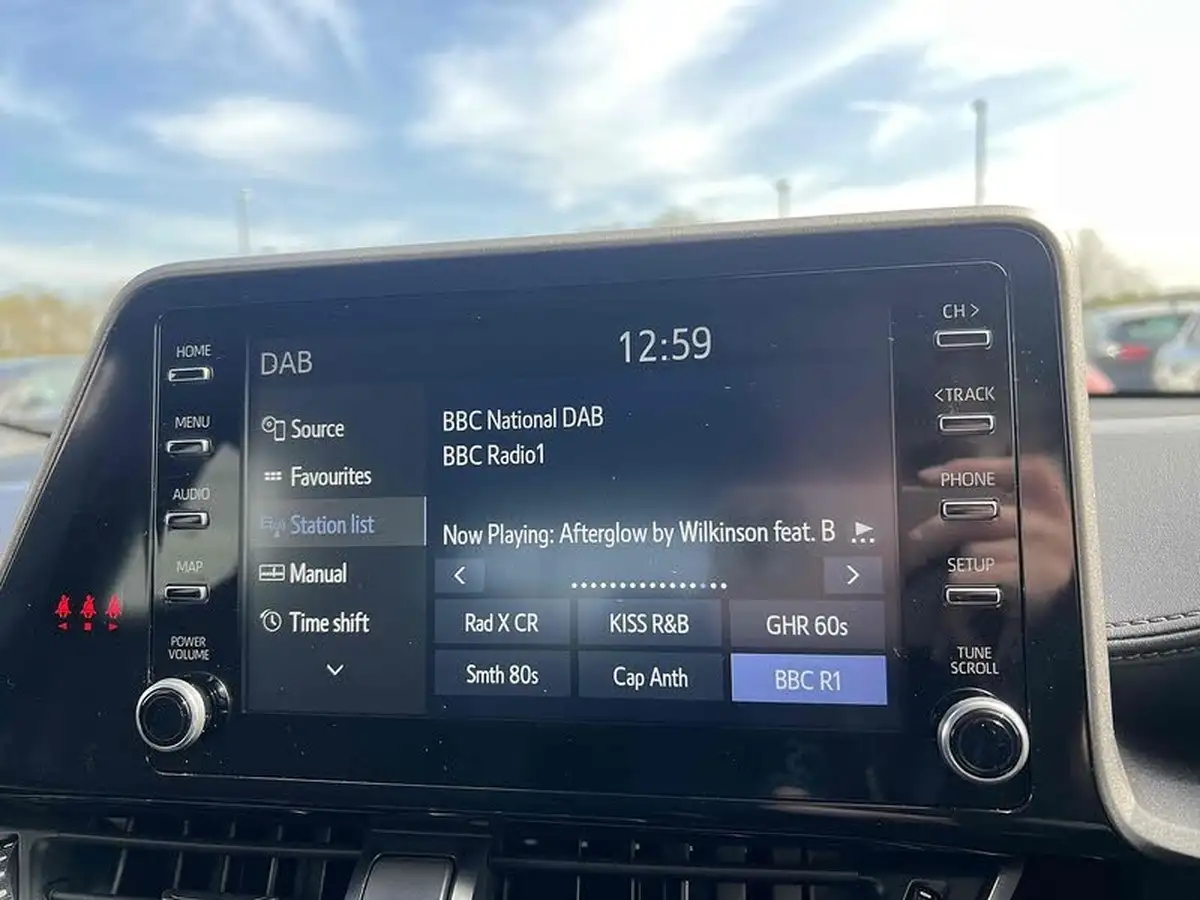 HOME
MENU
AUDIO
MAP
POWER
VOLUME
DAB
12:59
Source
Favourites
Station list
Manual
Time shift
BBC National DAB
BBC Radio1
Now Playing: Afterglow by Wilkinson feat. B
< >
Rad X CR KISS R&B GHR 60s
Smth 80s Cap Anth BBC R1
CH >
< TRACK
PHONE
SETUP
TUNE
SCROLL